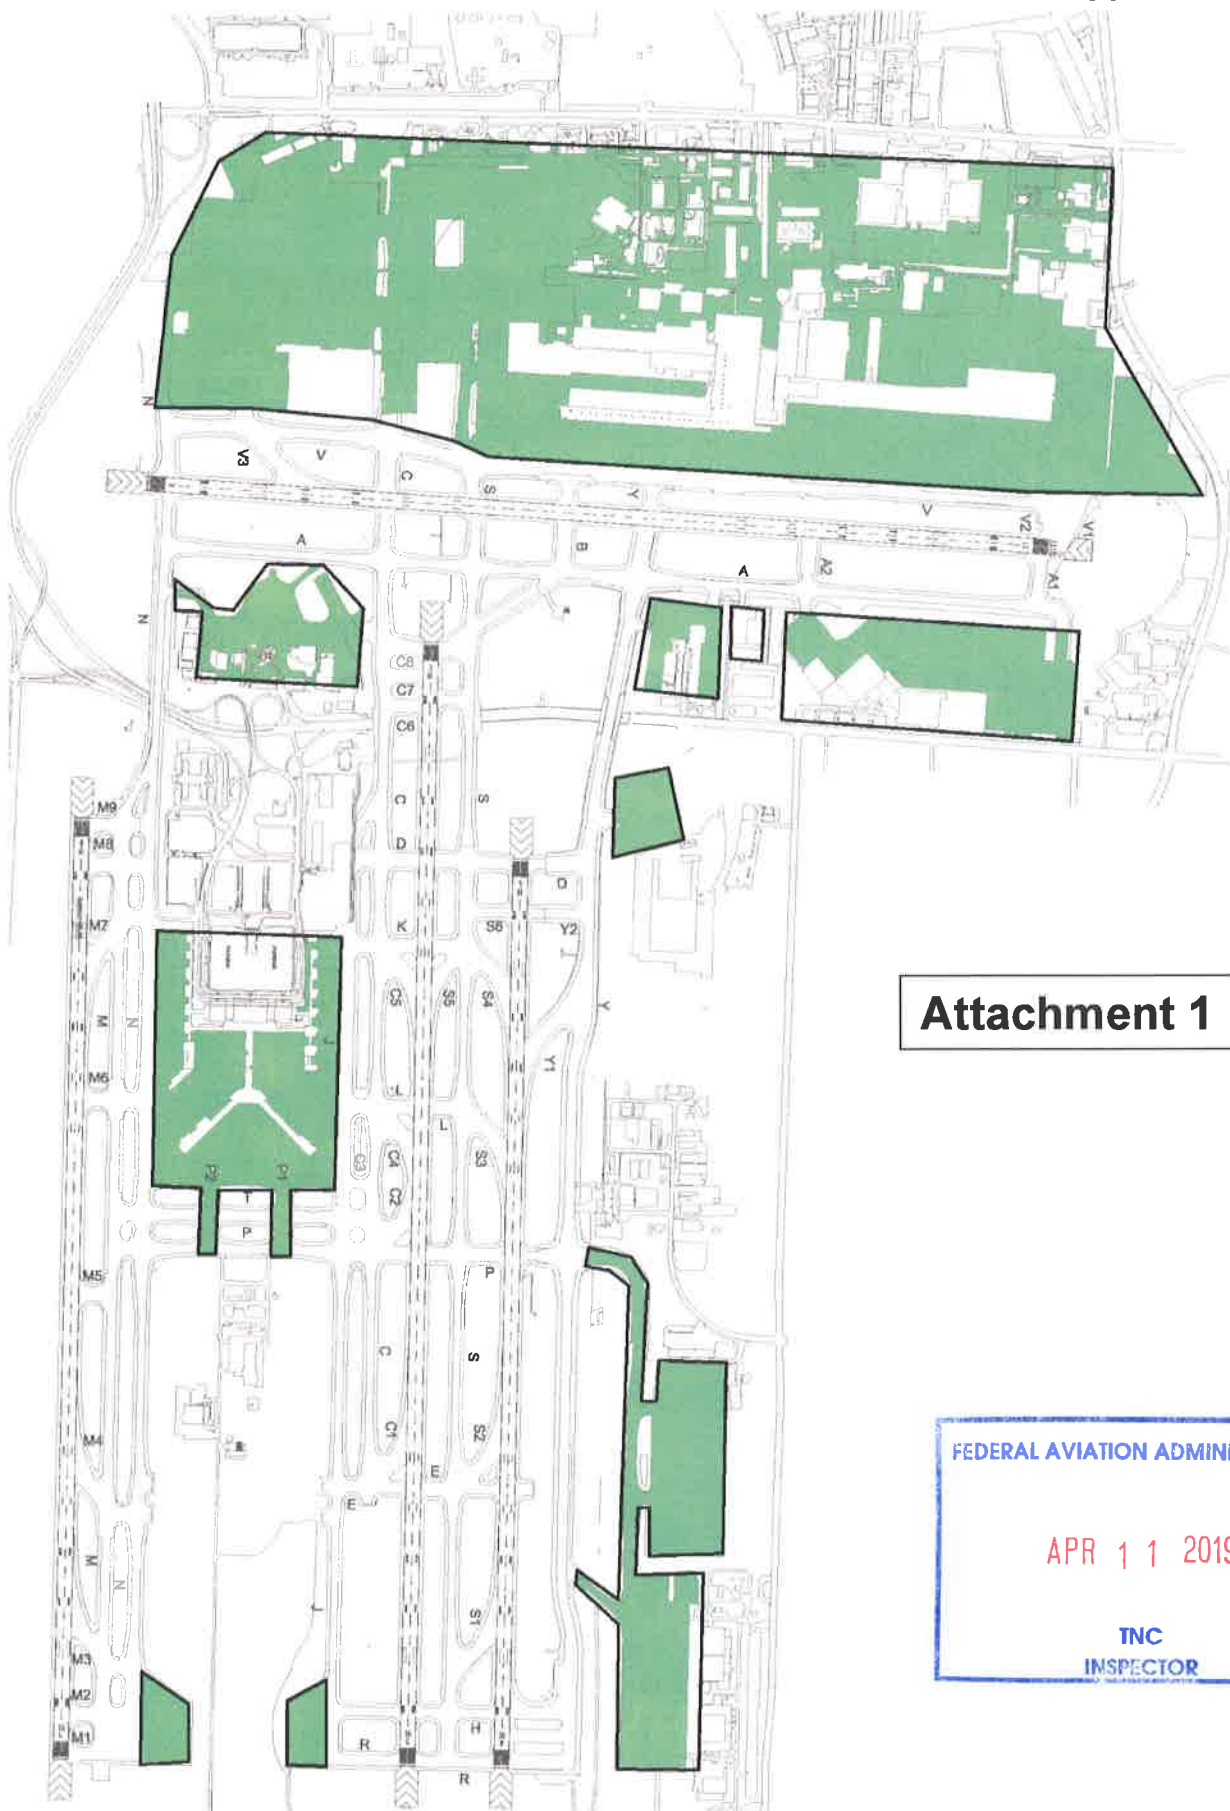 N
V3
V
C
S
Y
V
V2
V1
A
B
A
A2
A1
N
C8
C7
C6
J
M9
C
S
M8
D
D
M7
K
S6
Y2
C5
S5
S4
Y
Attachment 1
M
N
J
Y1
M6
L
L
C3
C4
S3
P2
P1
C2
T
P
M5
P
C
S
C1
S2
M4
E
E
FEDERAL AVIATION ADMINI
M
N
APR 1 1 2019
J
S1
TNC
INSPECTOR
M3
M2
M1
H
R
R